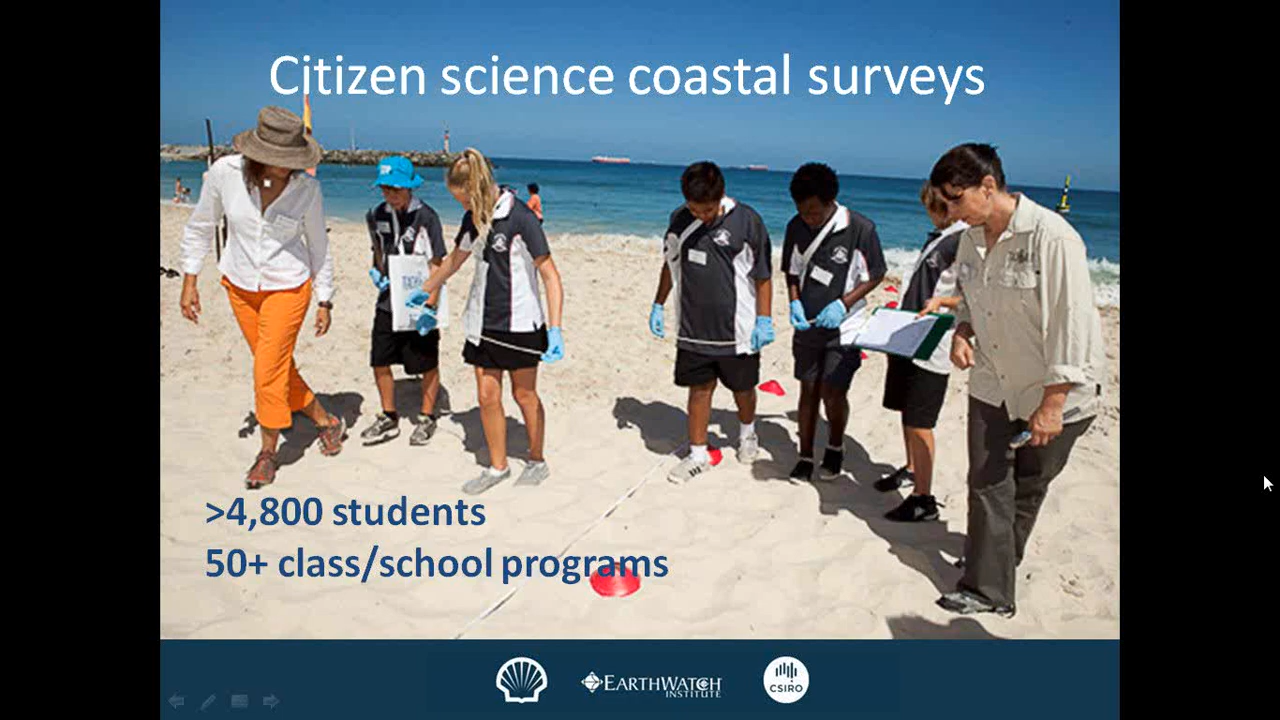 Citizen science coastal surveys
>4,800 students
50+ class/school programs
EARTHWATCH
INSTITUTE
CSIRO